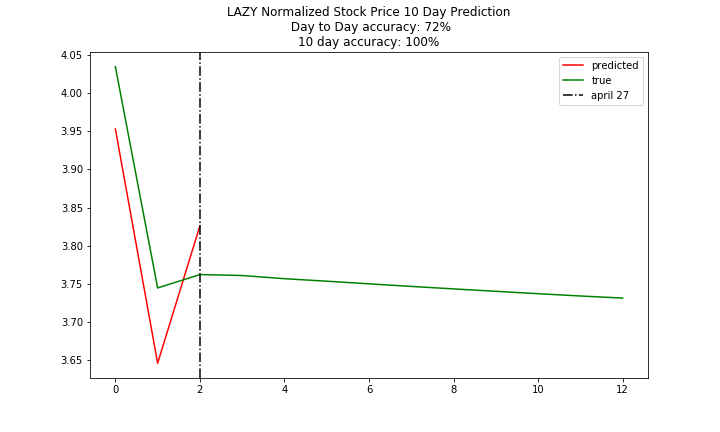 LAZY Normalized Stock Price 10 Day Prediction
Day to Day accuracy: 72%
10 day accuracy: 100%
predicted
true
april 27
4.05
4.00
3.95
3.90
3.85
3.80
3.75
3.70
3.65
0 2 4 6 8 10 12